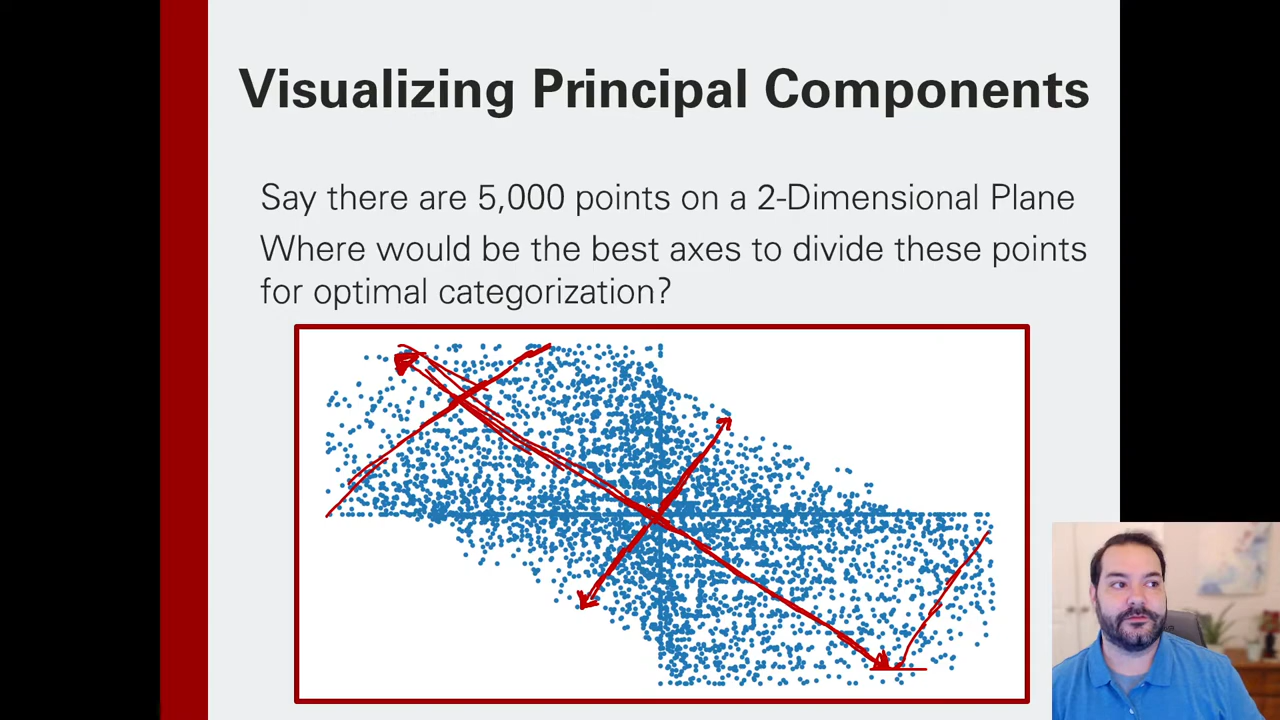 Visualizing Principal Components
Say there are 5,000 points on a 2-Dimensional Plane
Where would be the best axes to divide these points
for optimal categorization?